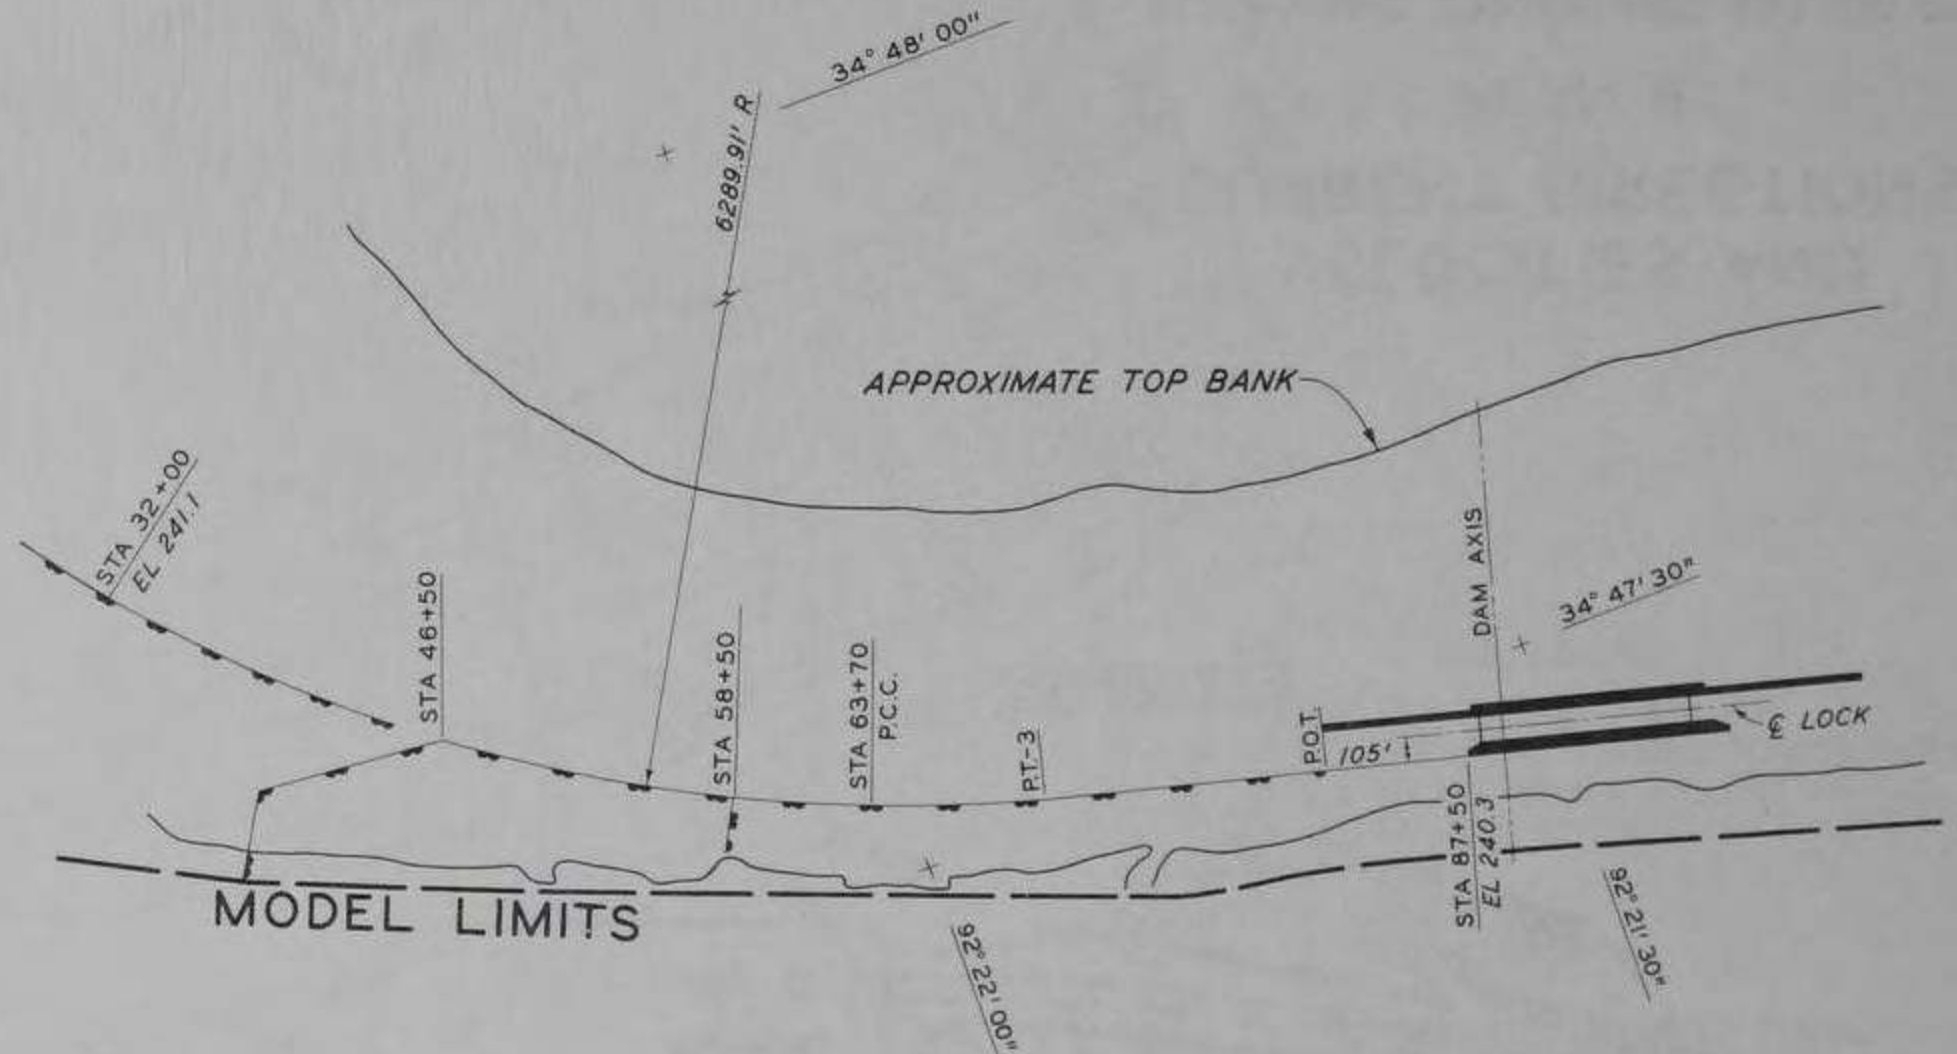 34° 48' 00"
6289.91' R
APPROXIMATE TOP BANK
STA 32+00
EL 241.1
STA 46+50
STA 58+50
STA 63+70
P.C.C.
P.T.-3
P.O.T.
105'
DAM AXIS
34° 47' 30"
℄ LOCK
STA 87+50
EL 240.3
MODEL LIMITS
92° 22' 00"
92° 21' 30"